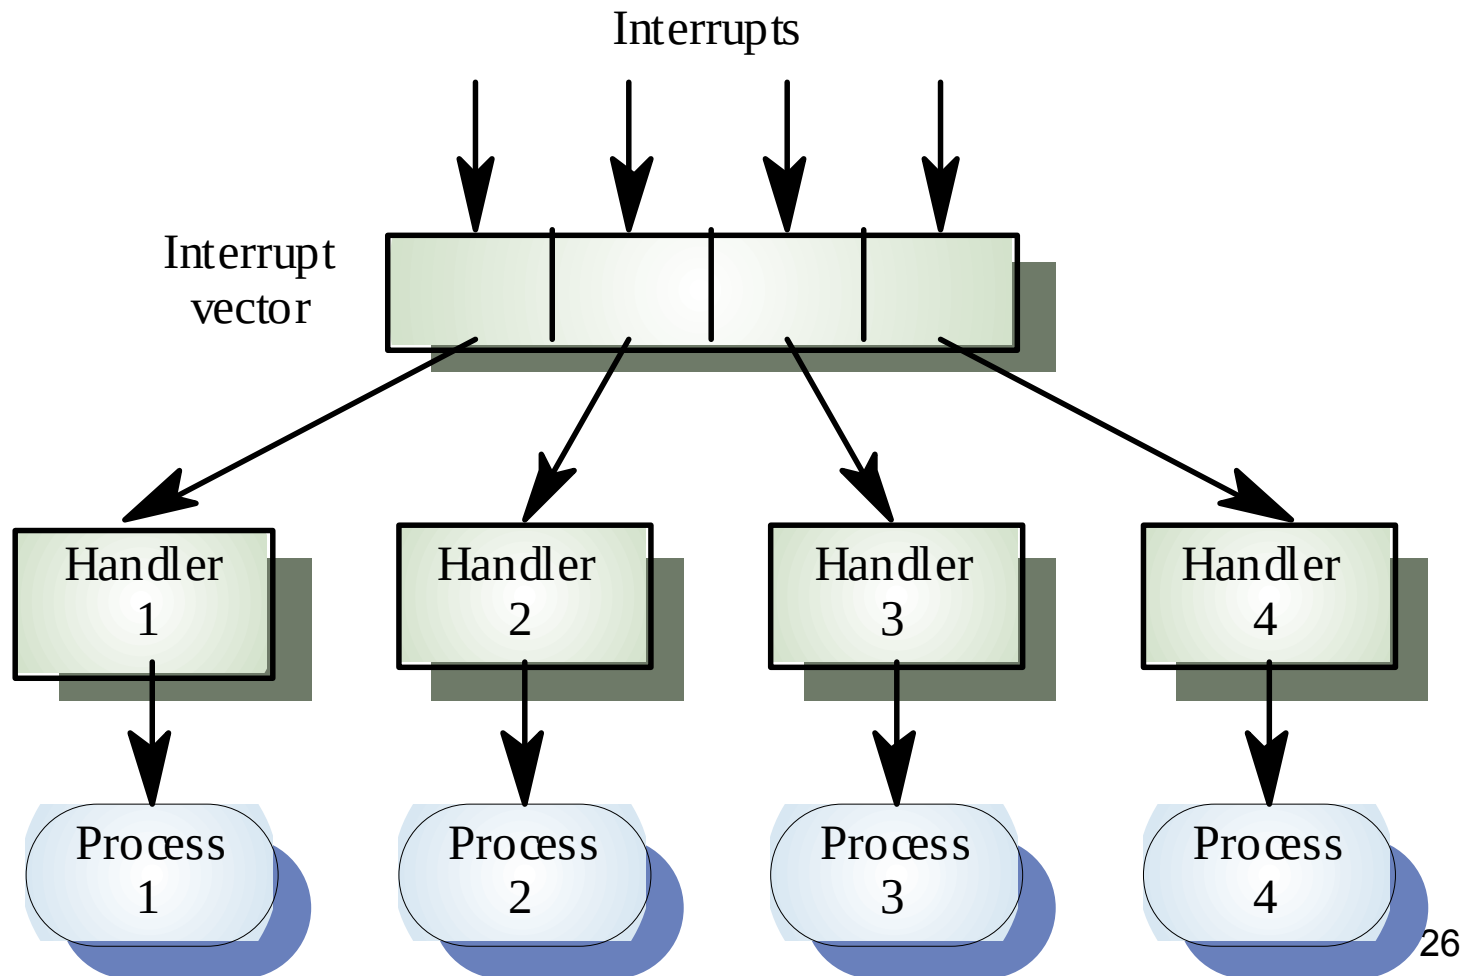 Interrupts
Interrupt
vector
Handler
1
Handler
2
Handler
3
Handler
4
Process
1
Process
2
Process
3
Process
4
26